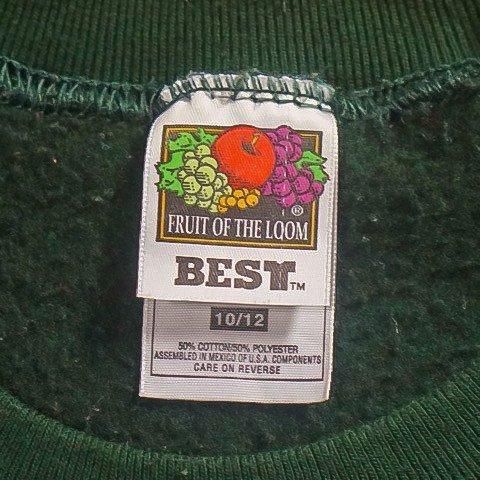 ®
FRUIT OF THE LOOM
BEST™
10/12
50% COTTON/50% POLYESTER
ASSEMBLED IN MEXICO OF U.S.A. COMPONENTS
CARE ON REVERSE